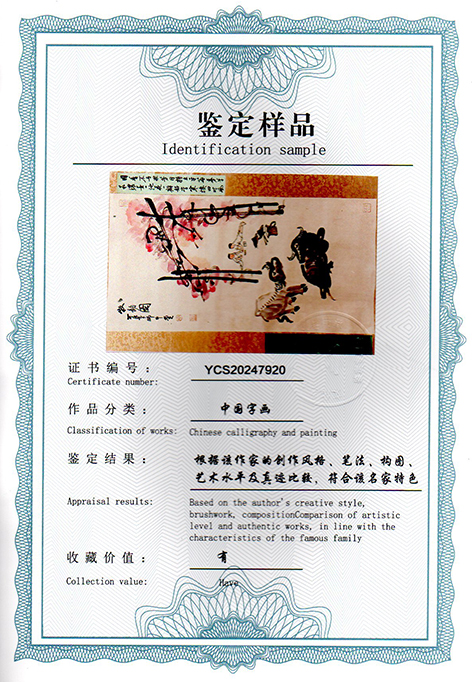 鉴定样品
Identification sample
证书编号：
YCS20247920
Certificate number:
作品分类：
中国字画
Classification of works:
Chinese calligraphy and painting
鉴定结果：
根据该作家的创作风格、笔法、构图、
艺术水平及真迹比较，符合该名家特色
Appraisal results:
Based on the author's creative style,
brushwork, compositionComparison of artistic
level and authentic works, in line with the
characteristics of the famous family
收藏价值：
有
Collection value:
Have